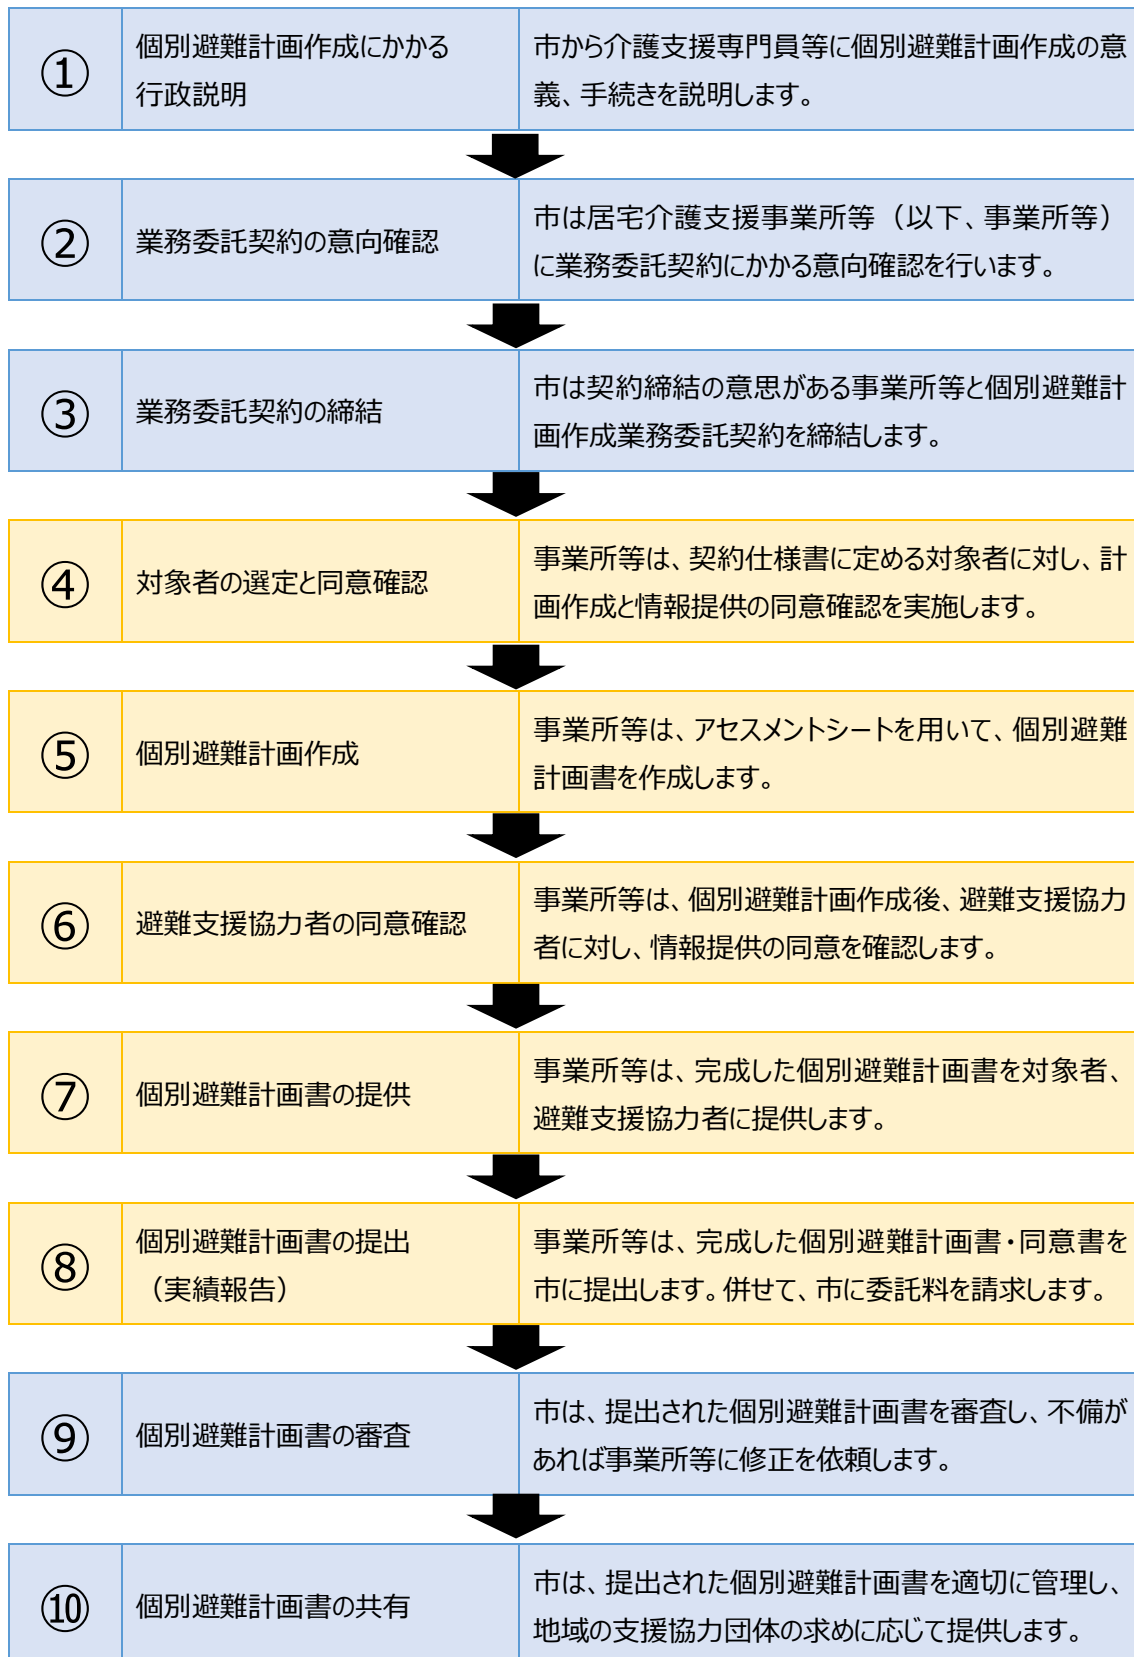 ①
個別避難計画作成にかかる
行政説明
市から介護支援専門員等に個別避難計画作成の意
義、手続きを説明します。
②
業務委託契約の意向確認
市は居宅介護支援事業所等（以下、事業所等）
に業務委託契約にかかる意向確認を行います。
③
業務委託契約の締結
市は契約締結の意思がある事業所等と個別避難計
画作成業務委託契約を締結します。
④
対象者の選定と同意確認
事業所等は、契約仕様書に定める対象者に対し、計
画作成と情報提供の同意確認を実施します。
⑤
個別避難計画作成
事業所等は、アセスメントシートを用いて、個別避難
計画書を作成します。
⑥
避難支援協力者の同意確認
事業所等は、個別避難計画作成後、避難支援協力
者に対し、情報提供の同意を確認します。
⑦
個別避難計画書の提供
事業所等は、完成した個別避難計画書を対象者、
避難支援協力者に提供します。
⑧
個別避難計画書の提出
（実績報告）
事業所等は、完成した個別避難計画書・同意書を
市に提出します。併せて、市に委託料を請求します。
⑨
個別避難計画書の審査
市は、提出された個別避難計画書を審査し、不備が
あれば事業所等に修正を依頼します。
⑩
個別避難計画書の共有
市は、提出された個別避難計画書を適切に管理し、
地域の支援協力団体の求めに応じて提供します。